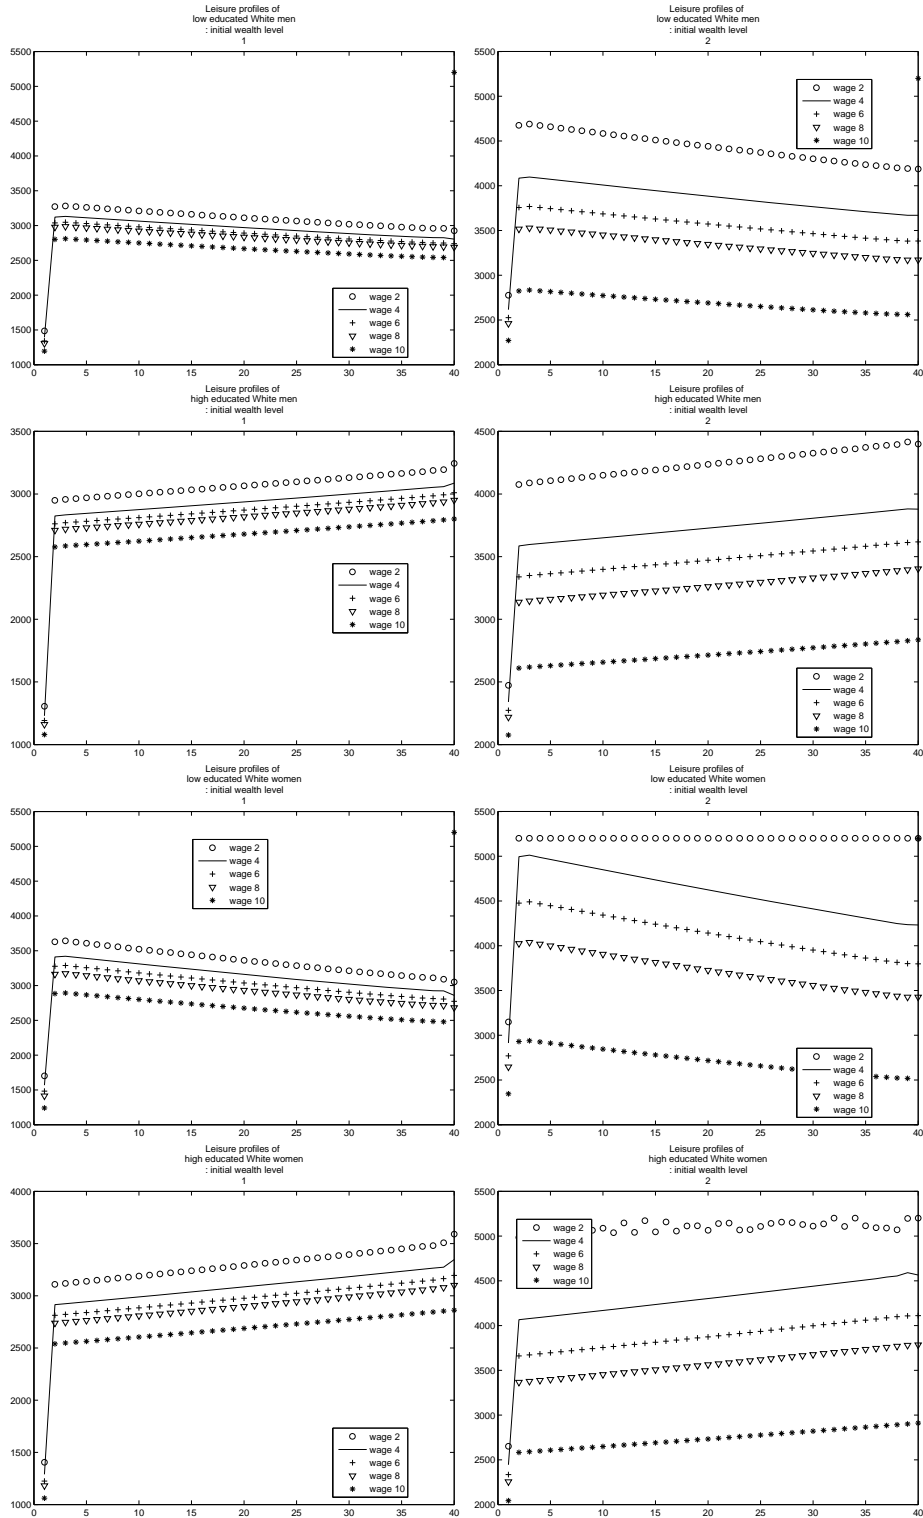 Leisure profiles of
low educated White men
: initial wealth level
1
5500
5000
4500
4000
3500
3000
2500
2000
1500
1000
0 5 10 15 20 25 30 35 40
wage 2
wage 4
wage 6
wage 8
wage 10
Leisure profiles of
low educated White men
: initial wealth level
2
5500
5000
4500
4000
3500
3000
2500
2000
0 5 10 15 20 25 30 35 40
wage 2
wage 4
wage 6
wage 8
wage 10
Leisure profiles of
high educated White men
: initial wealth level
1
3500
3000
2500
2000
1500
1000
0 5 10 15 20 25 30 35 40
wage 2
wage 4
wage 6
wage 8
wage 10
Leisure profiles of
high educated White men
: initial wealth level
2
4500
4000
3500
3000
2500
2000
0 5 10 15 20 25 30 35 40
wage 2
wage 4
wage 6
wage 8
wage 10
Leisure profiles of
low educated White women
: initial wealth level
1
5500
5000
4500
4000
3500
3000
2500
2000
1500
1000
0 5 10 15 20 25 30 35 40
wage 2
wage 4
wage 6
wage 8
wage 10
Leisure profiles of
low educated White women
: initial wealth level
2
5500
5000
4500
4000
3500
3000
2500
2000
0 5 10 15 20 25 30 35 40
wage 2
wage 4
wage 6
wage 8
wage 10
Leisure profiles of
high educated White women
: initial wealth level
1
4000
3500
3000
2500
2000
1500
1000
0 5 10 15 20 25 30 35 40
wage 2
wage 4
wage 6
wage 8
wage 10
Leisure profiles of
high educated White women
: initial wealth level
2
5500
5000
4500
4000
3500
3000
2500
2000
0 5 10 15 20 25 30 35 40
wage 2
wage 4
wage 6
wage 8
wage 10